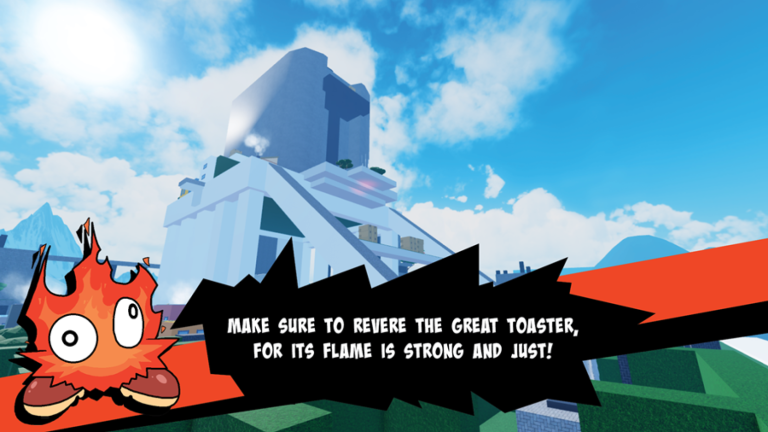 MAKE SURE TO REVERE THE GREAT TOASTER,
FOR ITS FLAME IS STRONG AND JUST!